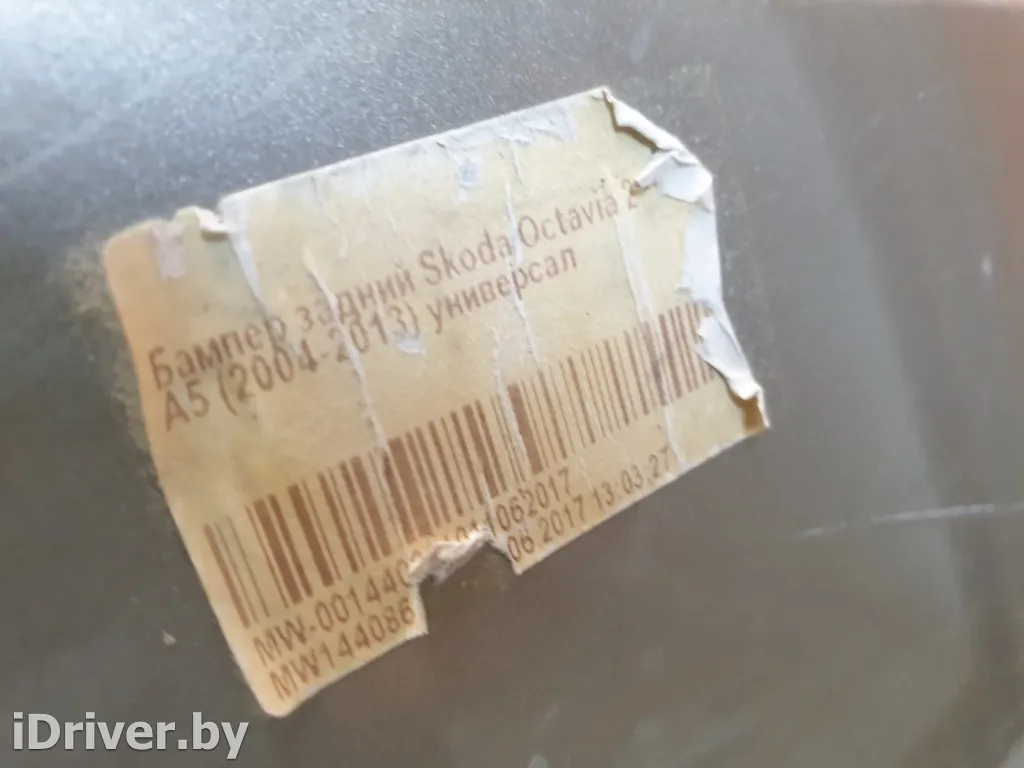 Бампер задний Skoda Octavia 2
A5 (2004-2013) универсал
MW-00144 062017
MW144086 06 2017 13:03:27
iDriver.by